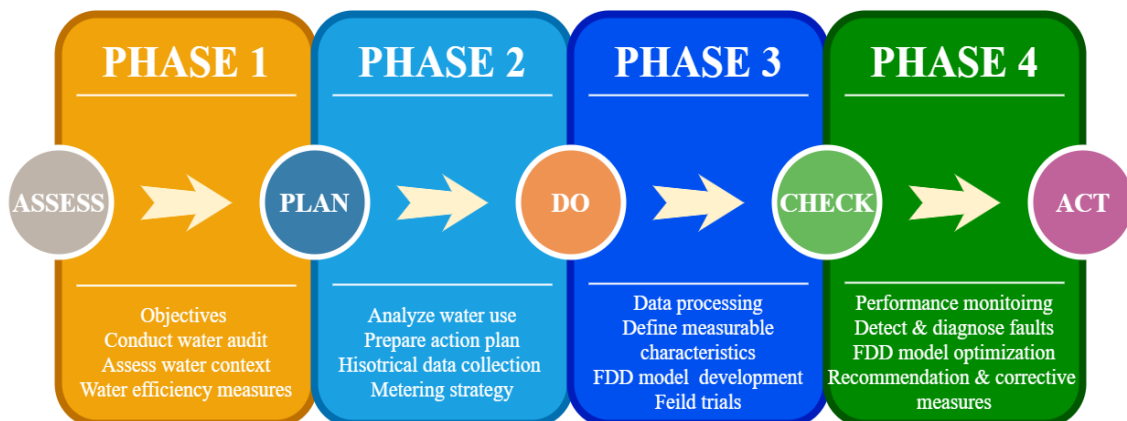 PHASE 1
PHASE 2
PHASE 3
PHASE 4
ASSESS
PLAN
DO
CHECK
ACT
Objectives
Conduct water audit
Assess water context
Water efficiency measures
Analyze water use
Prepare action plan
Hisotrical data collection
Metering strategy
Data processing
Define measurable
characteristics
FDD model development
Feild trials
Performance monitoirng
Detect & diagnose faults
FDD model optimization
Recommendation & corrective
measures